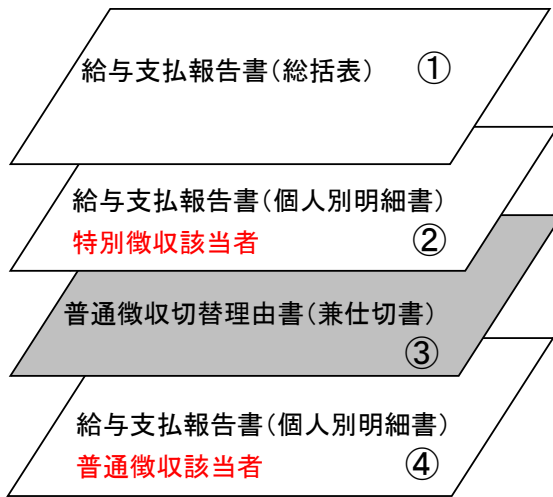 給与支払報告書（総括表） ①
給与支払報告書（個人別明細書）
特別徴収該当者 ②
普通徴収切替理由書（兼仕切書）
③
給与支払報告書（個人別明細書）
普通徴収該当者 ④